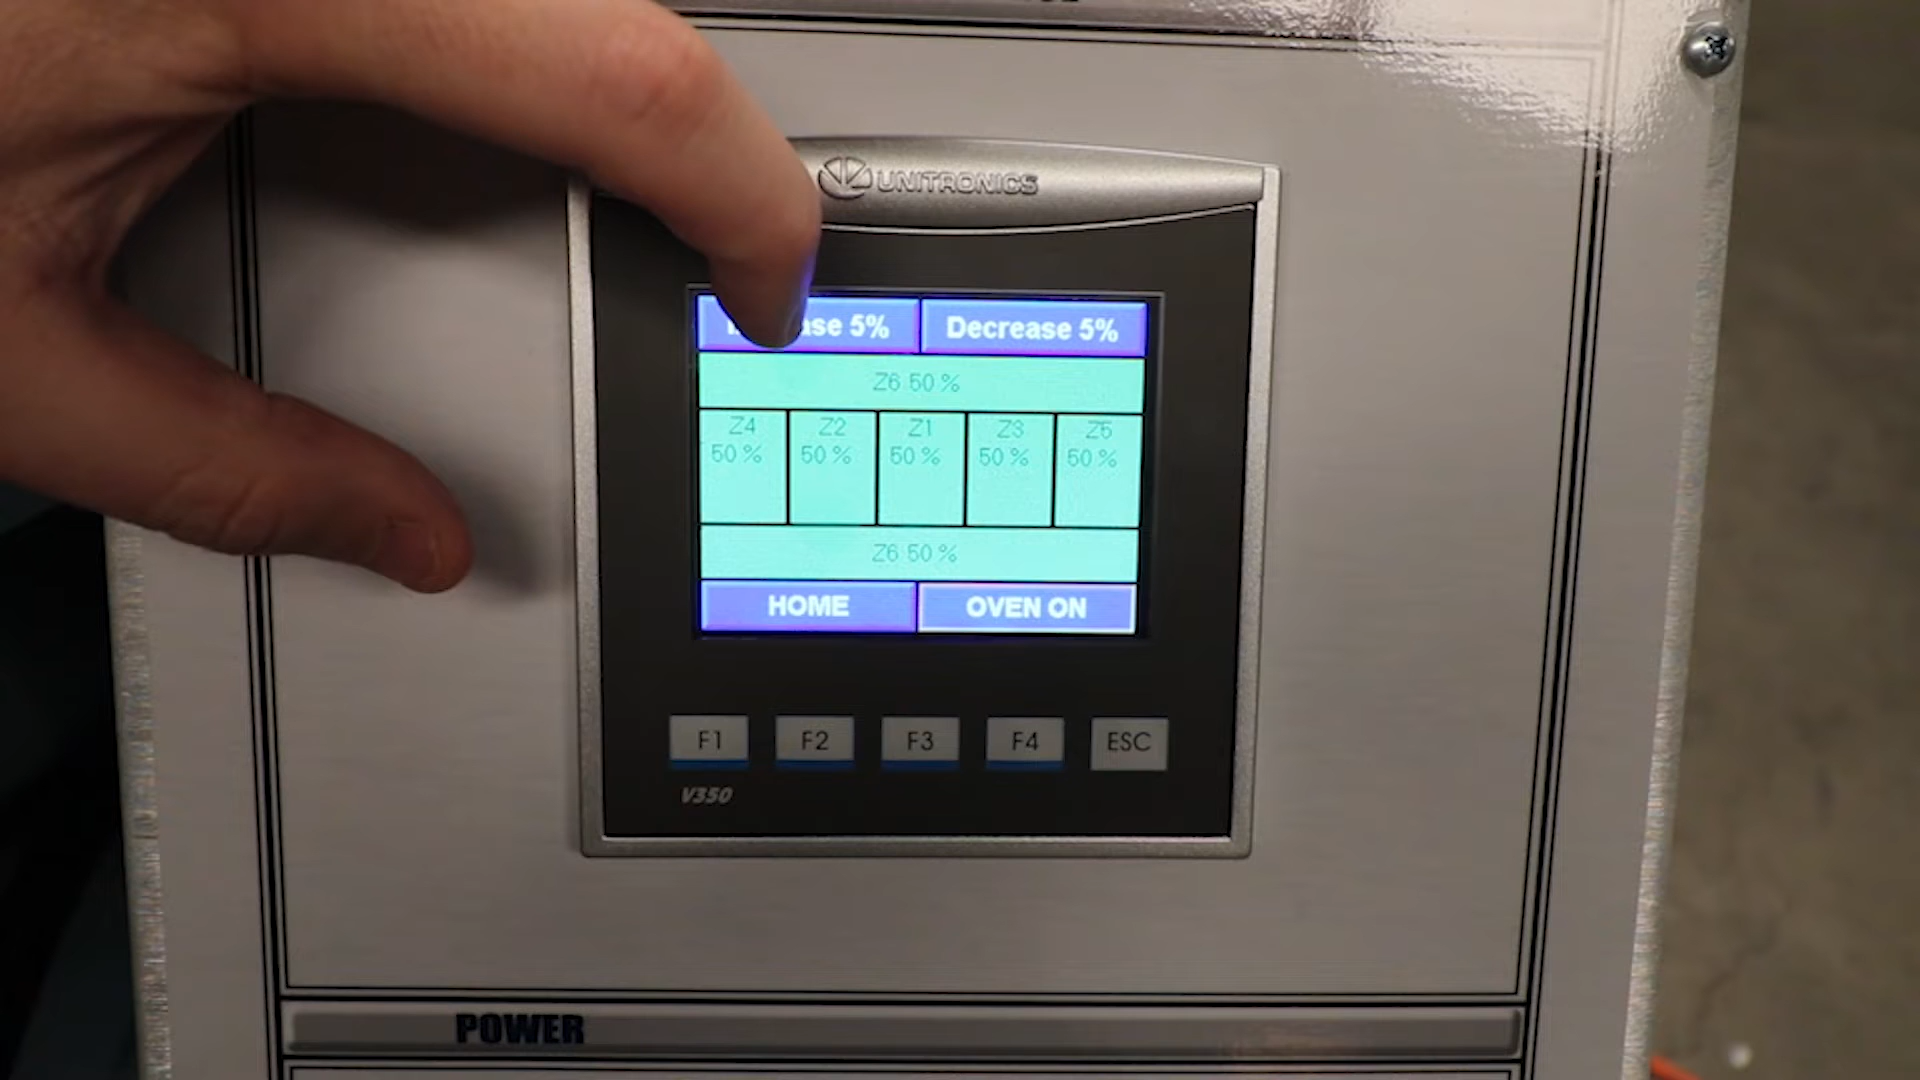 UNITRONICS
ase 5% Decrease 5%
Z6 50 %
Z4 Z2 Z1 Z3 Z5
50 % 50 % 50 % 50 % 50 %
Z6 50 %
HOME OVEN ON
F1 F2 F3 F4 ESC
V350
POWER